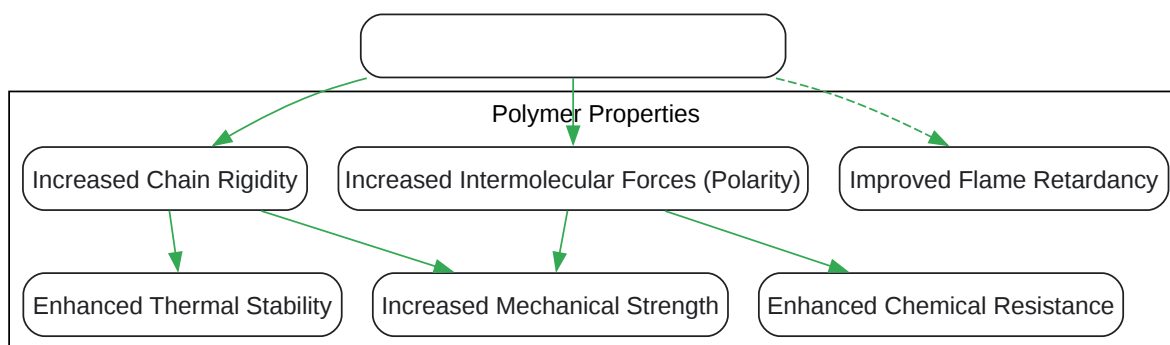 Polymer Properties
Increased Chain Rigidity
Increased Intermolecular Forces (Polarity)
Improved Flame Retardancy
Enhanced Thermal Stability
Increased Mechanical Strength
Enhanced Chemical Resistance